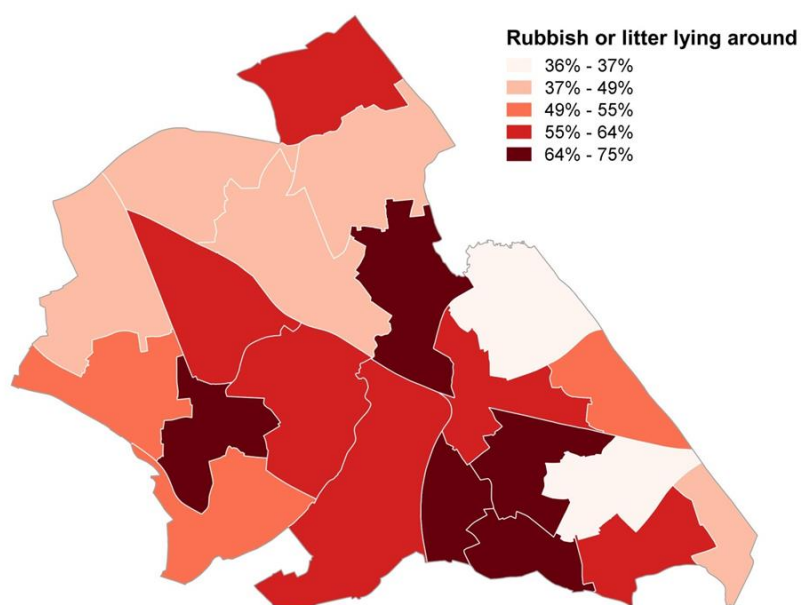 Rubbish or litter lying around
36% - 37%
37% - 49%
49% - 55%
55% - 64%
64% - 75%